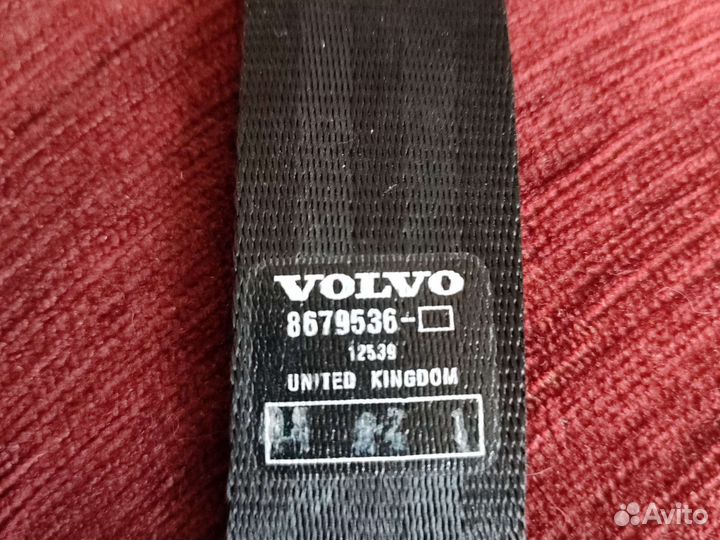 VOLVO
8679536-
12539
UNITED KINGDOM
Avito